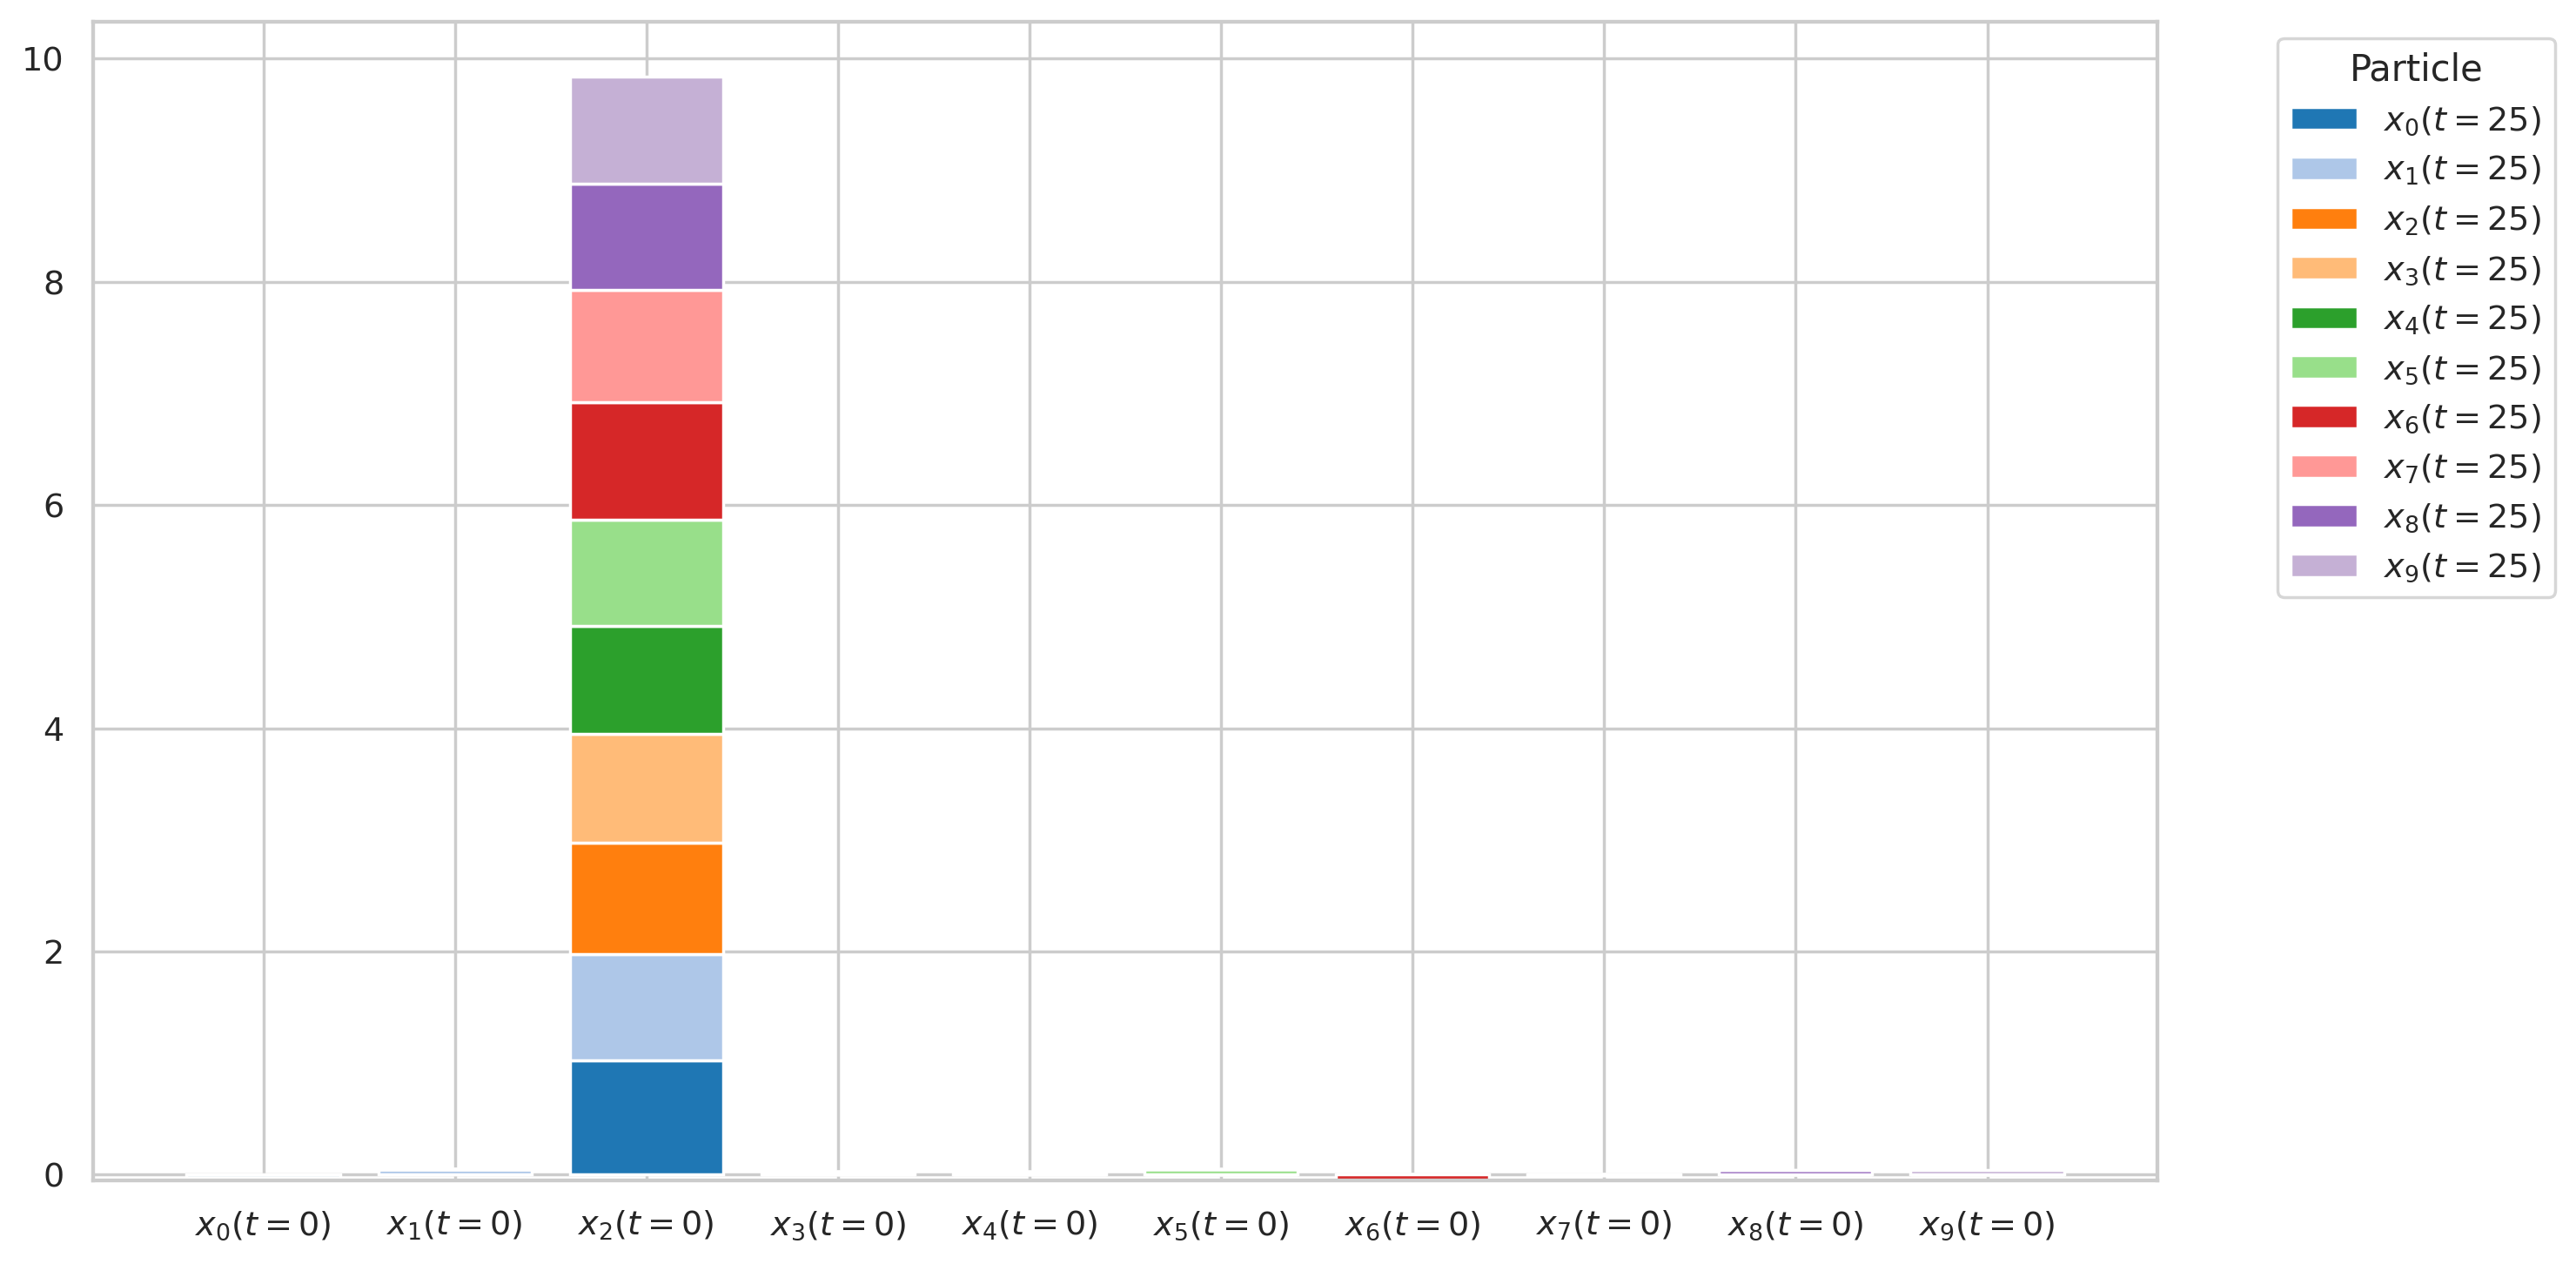 10
8
6
4
2
0
x₀(t = 0) x₁(t = 0) x₂(t = 0) x₃(t = 0) x₄(t = 0) x₅(t = 0) x₆(t = 0) x₇(t = 0) x₈(t = 0) x₉(t = 0)
Particle
x₀(t = 25)
x₁(t = 25)
x₂(t = 25)
x₃(t = 25)
x₄(t = 25)
x₅(t = 25)
x₆(t = 25)
x₇(t = 25)
x₈(t = 25)
x₉(t = 25)